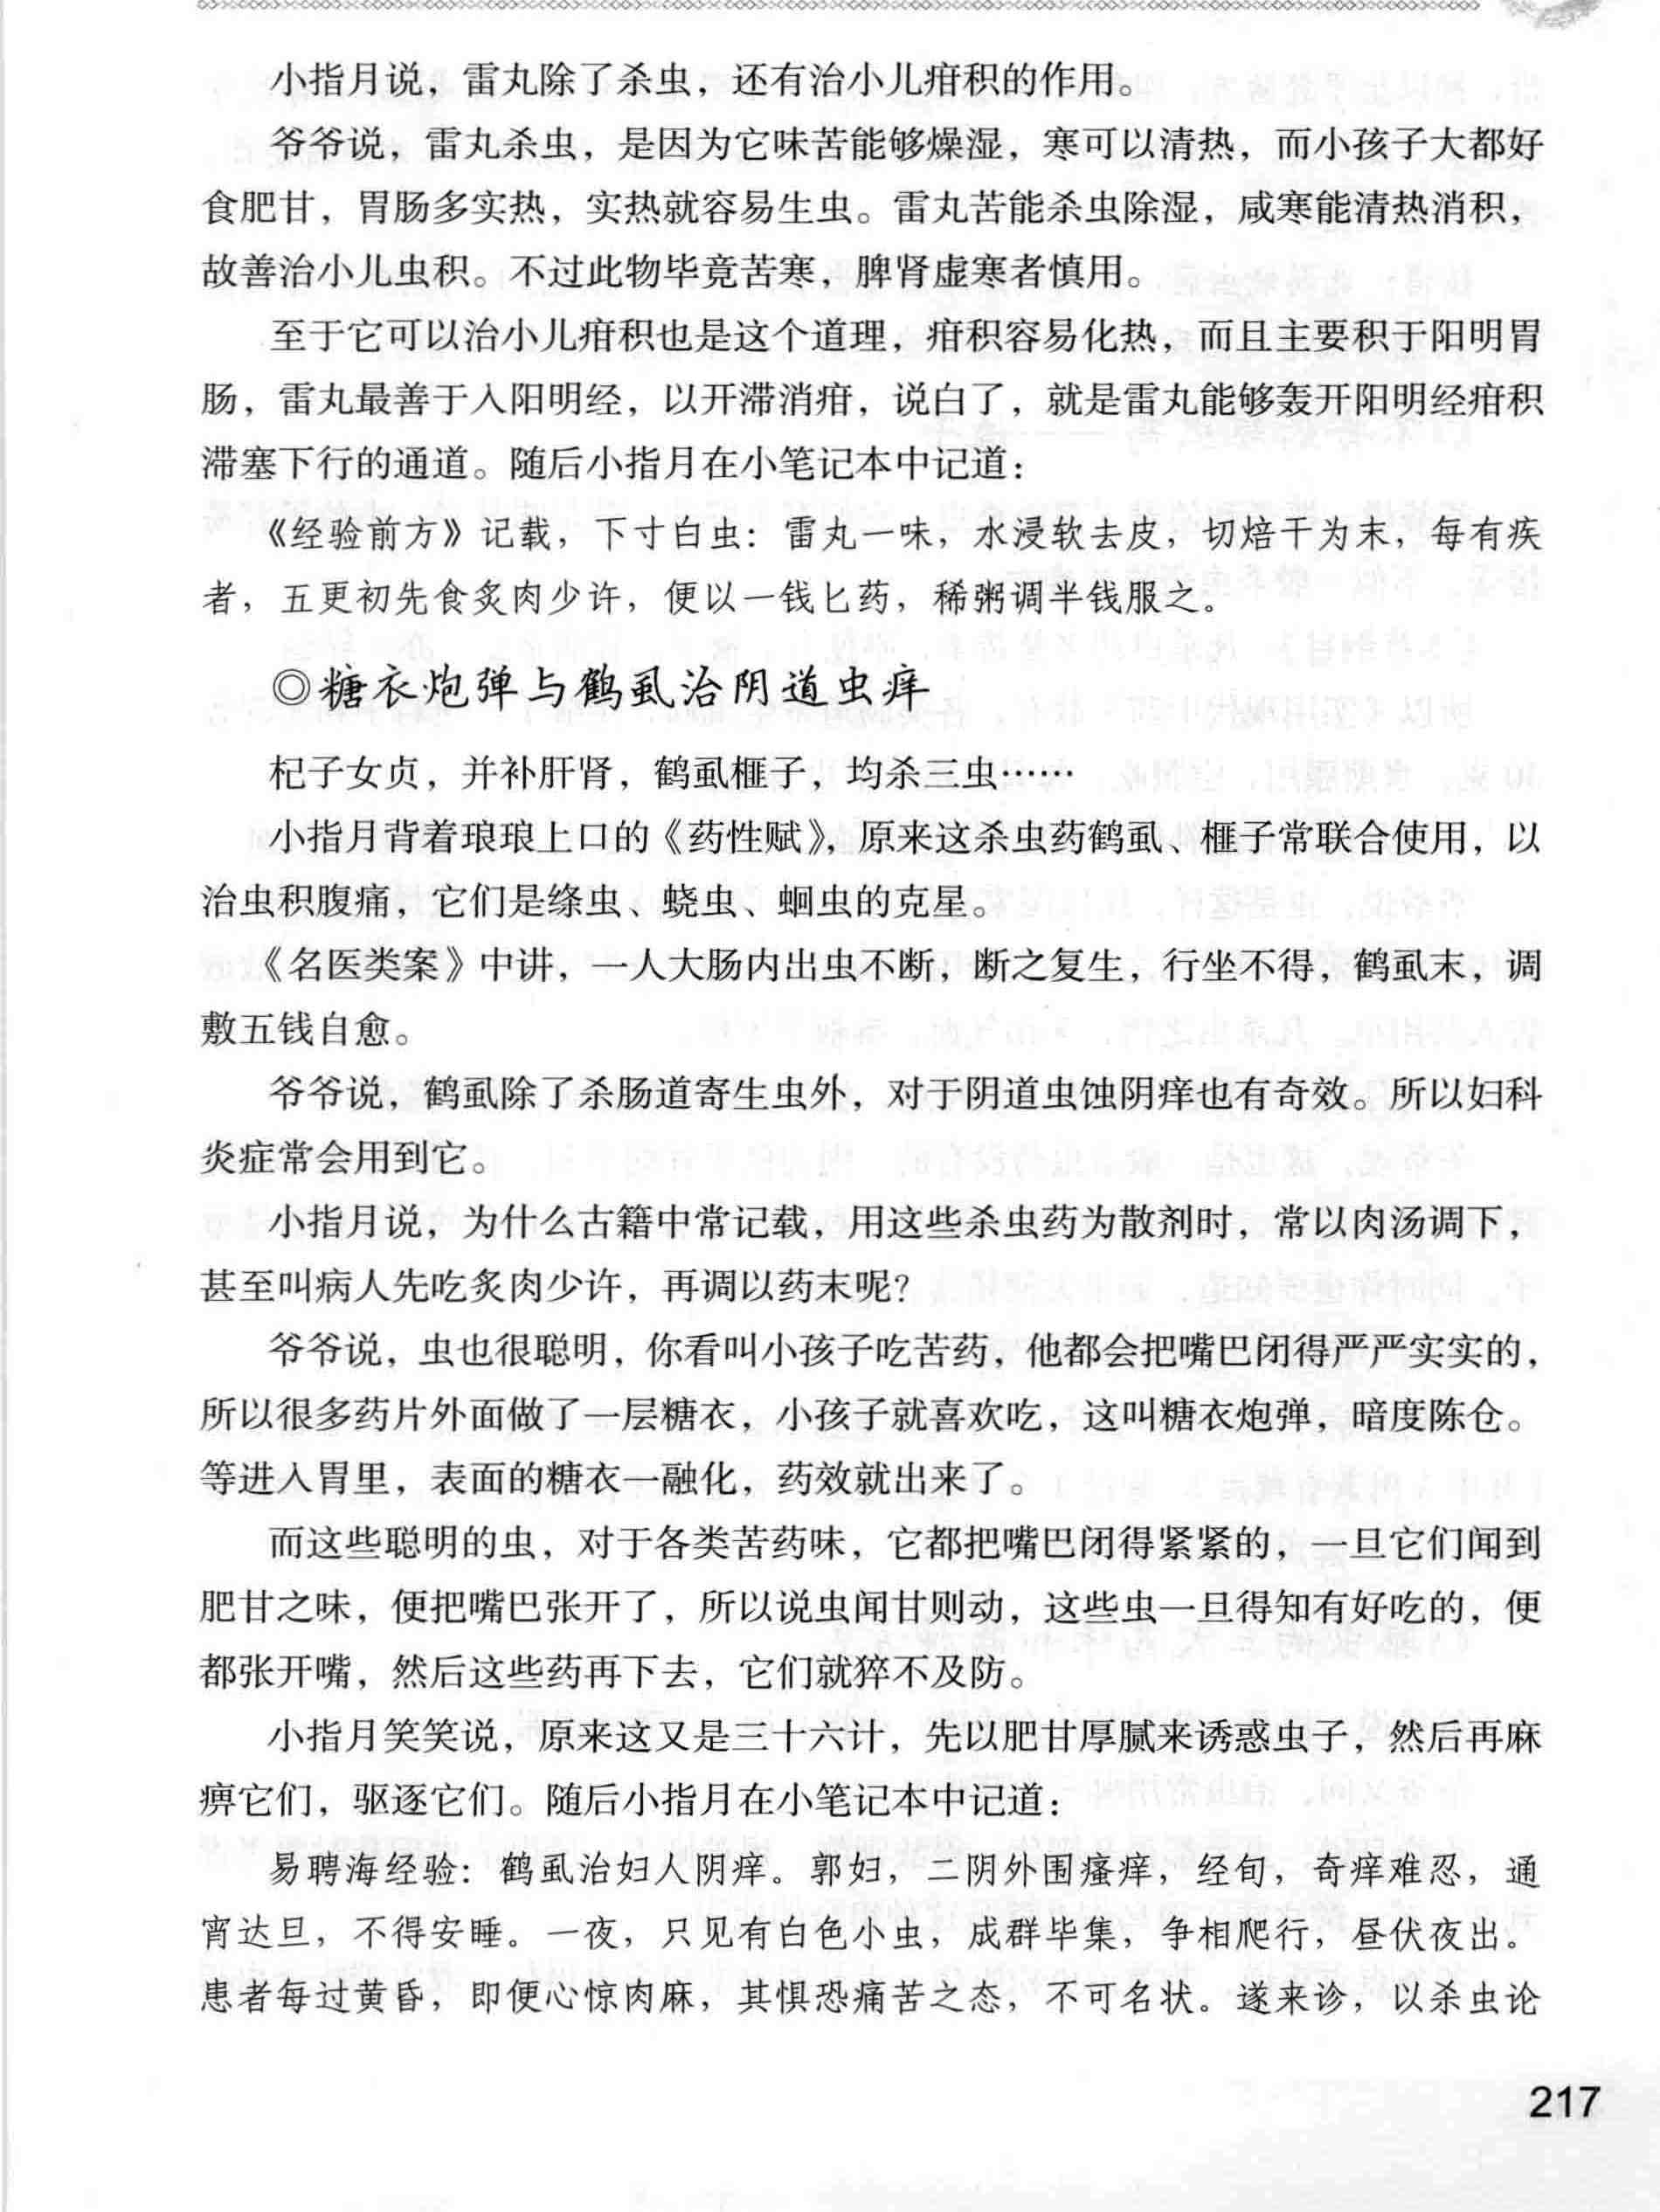 小指月说，雷丸除了杀虫，还有治小儿疳积的作用。
爷爷说，雷丸杀虫，是因为它味苦能够燥湿，寒可以清热，而小孩子大都好
食肥甘，胃肠多实热，实热就容易生虫。雷丸苦能杀虫除湿，咸寒能清热消积，
故善治小儿虫积。不过此物毕竟苦寒，脾肾虚寒者慎用。
至于它可以治小儿疳积也是这个道理，疳积容易化热，而且主要积于阳明胃
肠，雷丸最善于入阳明经，以开滞消疳，说白了，就是雷丸能够轰开阳明经疳积
滞塞下行的通道。随后小指月在小笔记本中记道：
《经验前方》记载，下寸白虫：雷丸一味，水浸软去皮，切焙干为末，每有疾
者，五更初先食炙肉少许，便以一钱匕药，稀粥调半钱服之。
◎糖衣炮弹与鹤虱治阴道虫痒
杞子女贞，并补肝肾，鹤虱榧子，均杀三虫……
小指月背着琅琅上口的《药性赋》，原来这杀虫药鹤虱、榧子常联合使用，以
治虫积腹痛，它们是绦虫、蛲虫、蛔虫的克星。
《名医类案》中讲，一人大肠内出虫不断，断之复生，行坐不得，鹤虱末，调
敷五钱自愈。
爷爷说，鹤虱除了杀肠道寄生虫外，对于阴道虫蚀阴痒也有奇效。所以妇科
炎症常会用到它。
小指月说，为什么古籍中常记载，用这些杀虫药为散剂时，常以肉汤调下，
甚至叫病人先吃炙肉少许，再调以药末呢？
爷爷说，虫也很聪明，你看叫小孩子吃苦药，他都会把嘴巴闭得严严实实的，
所以很多药片外面做了一层糖衣，小孩子就喜欢吃，这叫糖衣炮弹，暗度陈仓。
等进入胃里，表面的糖衣一融化，药效就出来了。
而这些聪明的虫，对于各类苦药味，它都把嘴巴闭得紧紧的，一旦它们闻到
肥甘之味，便把嘴巴张开了，所以说虫闻甘则动，这些虫一旦得知有好吃的，便
都张开嘴，然后这些药再下去，它们就猝不及防。
小指月笑笑说，原来这又是三十六计，先以肥甘厚腻来诱惑虫子，然后再麻
痹它们，驱逐它们。随后小指月在小笔记本中记道：
易聘海经验：鹤虱治妇人阴痒。郭妇，二阴外围瘙痒，经旬，奇痒难忍，通
宵达旦，不得安睡。一夜，只见有白色小虫，成群毕集，争相爬行，昼伏夜出。
患者每过黄昏，即便心惊肉麻，其惧恐痛苦之态，不可名状。遂来诊，以杀虫论
217